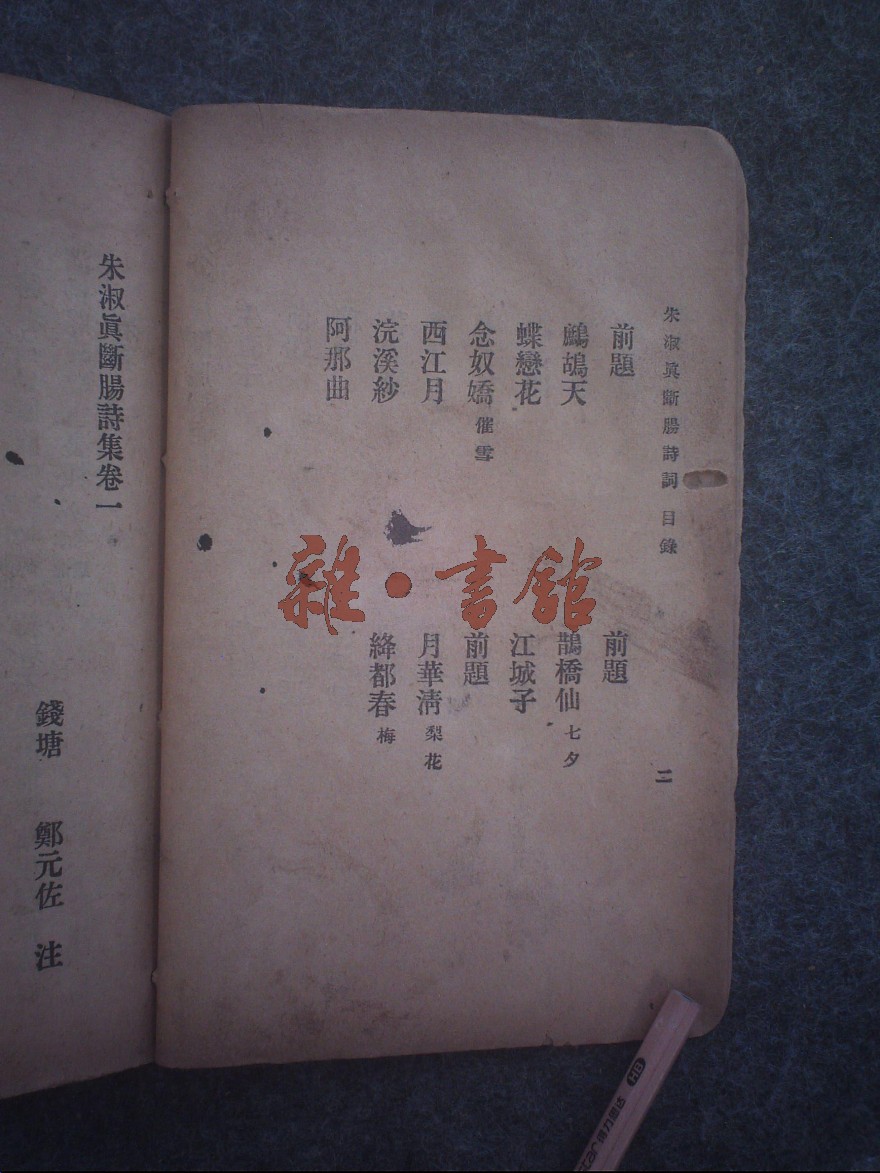 朱淑眞斷腸詩詞 目錄 二
前題 前題
鷓鴣天 鵲橋仙 七夕
蝶戀花 江城子
念奴嬌 催雪 前題
西江月 月華淸 梨花
浣溪紗 絳都春 梅
阿那曲
朱淑眞斷腸詩集卷一
錢塘 鄭元佐 注
雜·書館
HB